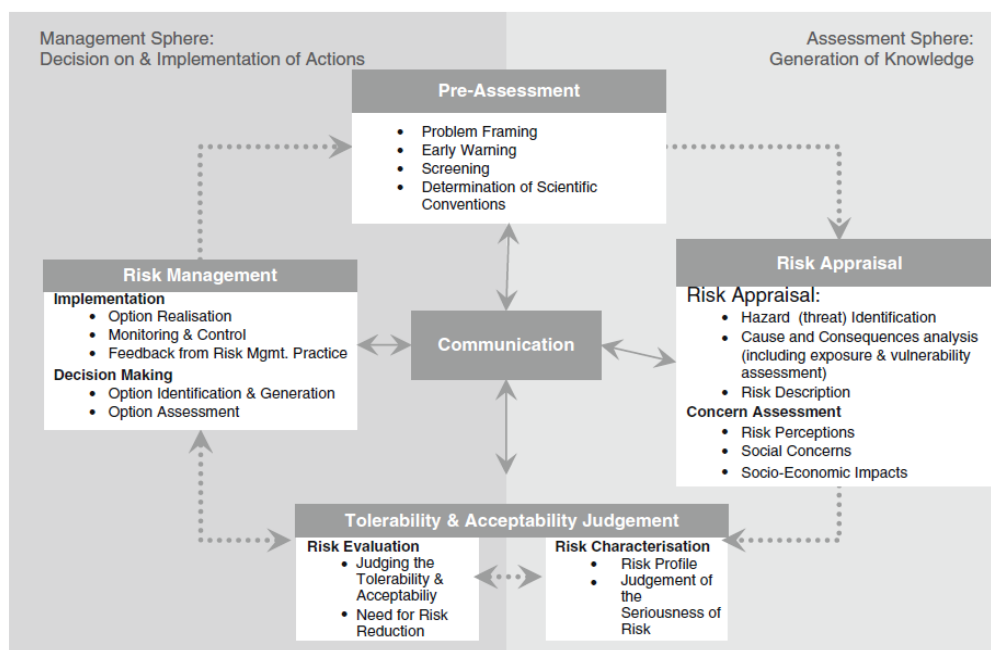 Management Sphere:
Decision on & Implementation of Actions
Assessment Sphere:
Generation of Knowledge
Pre-Assessment
• Problem Framing
• Early Warning
• Screening
• Determination of Scientific
Conventions
Risk Management
Implementation
• Option Realisation
• Monitoring & Control
• Feedback from Risk Mgmt. Practice
Decision Making
• Option Identification & Generation
• Option Assessment
Communication
Risk Appraisal
Risk Appraisal:
• Hazard (threat) Identification
• Cause and Consequences analysis
(including exposure & vulnerability
assessment)
• Risk Description
Concern Assessment
• Risk Perceptions
• Social Concerns
• Socio-Economic Impacts
Tolerability & Acceptability Judgement
Risk Evaluation
• Judging the
Tolerability &
Acceptabiliy
• Need for Risk
Reduction
Risk Characterisation
• Risk Profile
• Judgement of
the
Seriousness of
Risk